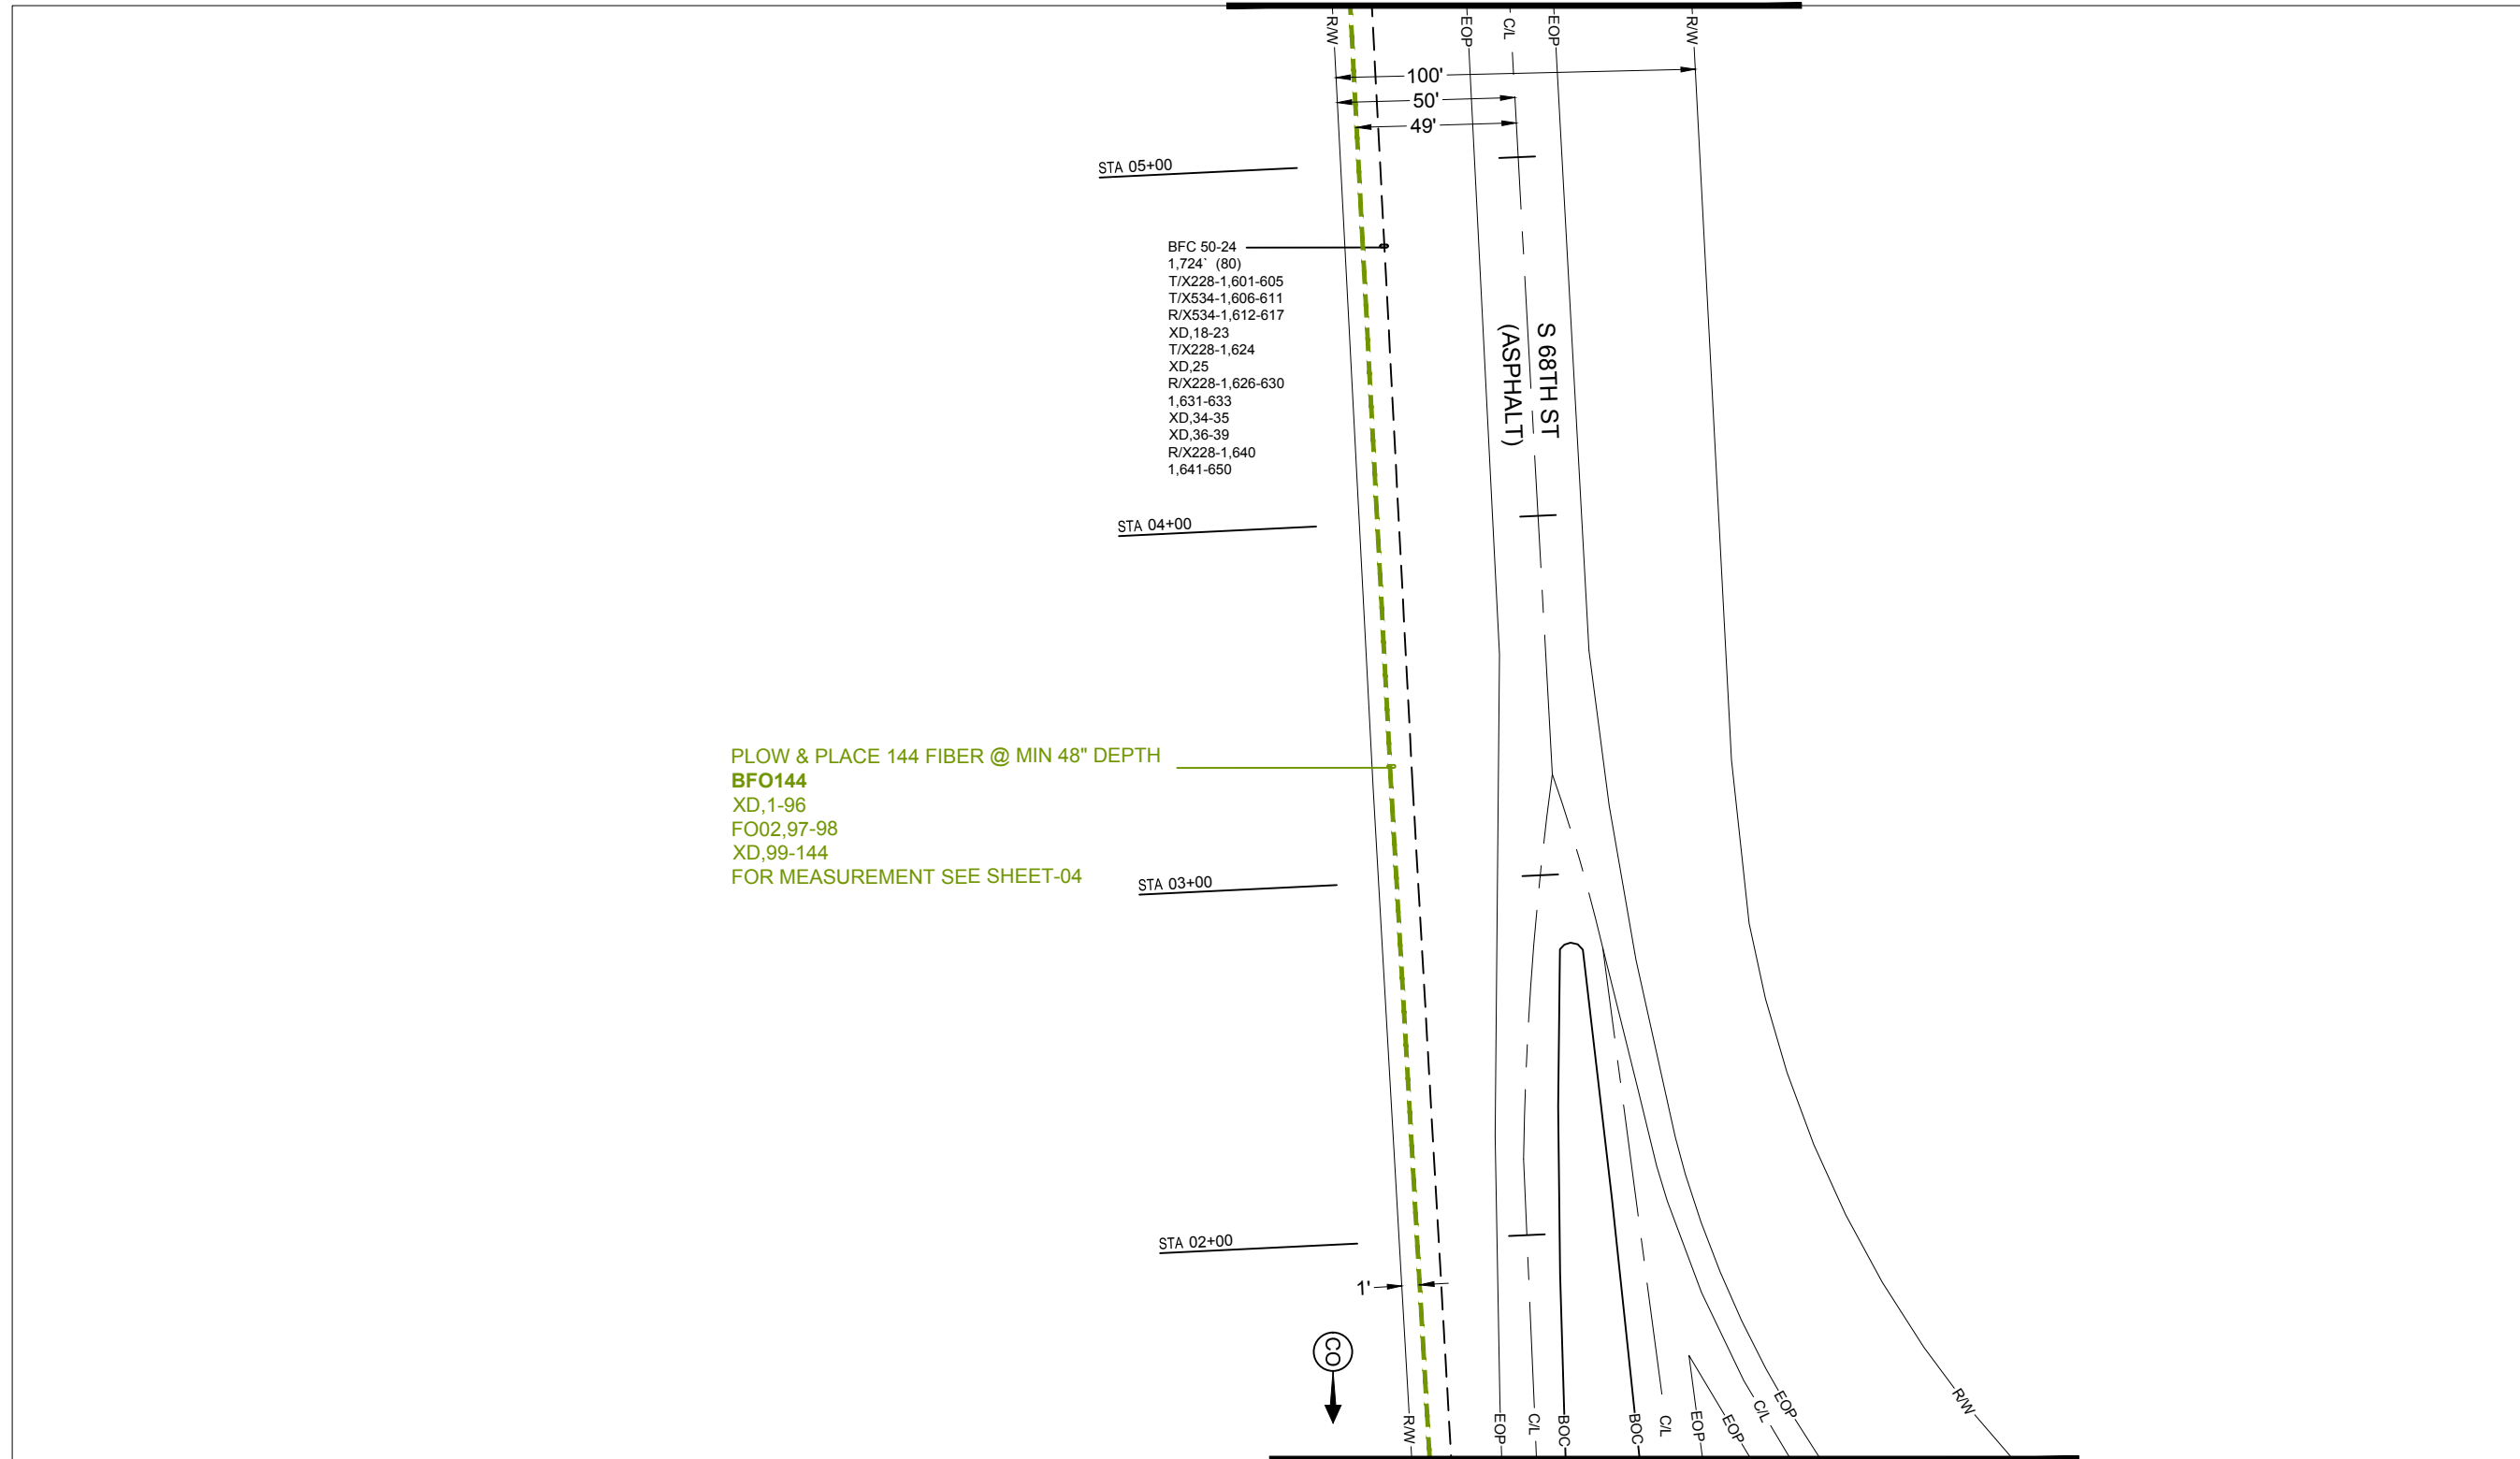 R/W
EOP
C/L
EOP
R/W
100'
50'
49'
STA 05+00
BFC 50-24
1,724` (80)
T/X228-1,601-605
T/X534-1,606-611
R/X534-1,612-617
XD,18-23
T/X228-1,624
XD,25
R/X228-1,626-630
1,631-633
XD,34-35
XD,36-39
R/X228-1,640
1,641-650
S 68TH ST
(ASPHALT)
STA 04+00
PLOW & PLACE 144 FIBER @ MIN 48" DEPTH
BFO144
XD,1-96
FO02,97-98
XD,99-144
FOR MEASUREMENT SEE SHEET-04
STA 03+00
STA 02+00
1'
CO
R/W
EOP
C/L
BOC
BOC
C/L
EOP
EOP
C/L
EOP
R/W